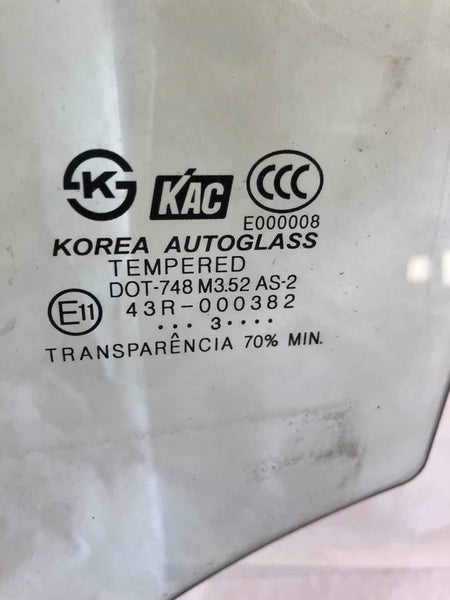 K KAC CCC
E000008
KOREA AUTOGLASS
TEMPERED
DOT-748 M3.52 AS-2
E11 43R-000382
... 3....
TRANSPARÊNCIA 70% MIN.